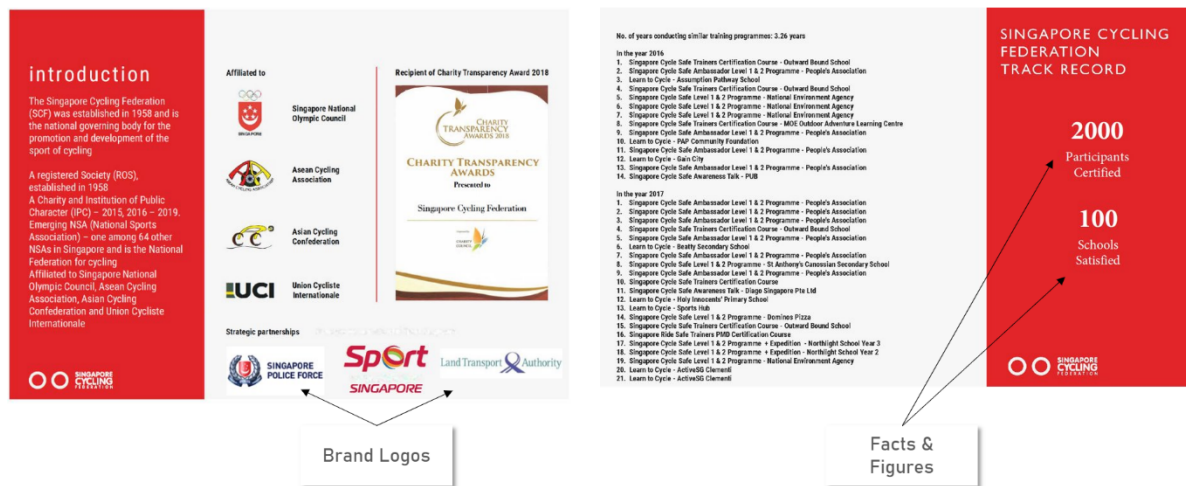 introduction
The Singapore Cycling Federation
(SCF) was established in 1958 and is
the national governing body for the
promotion and development of the
sport of cycling
A registered Society (ROS),
established in 1958
A Charity and Institution of Public
Character (IPC) – 2015, 2016 – 2019.
Emerging NSA (National Sports
Association) – one among 64 other
NSAs in Singapore and is the National
Federation for cycling
Affiliated to Singapore National
Olympic Council, Asean Cycling
Association, Asian Cycling
Confederation and Union Cycliste
Internationale
SINGAPORE
CYCLING
FEDERATION
Affiliated to
SINGAPORE
Singapore National
Olympic Council
ASEAN CYCLING ASSOCIATION
Asean Cycling
Association
Asian Cycling
Confederation
UCI
Union Cycliste
Internationale
Recipient of Charity Transparency Award 2018
CHARITY
TRANSPARENCY
AWARDS 2018
CHARITY TRANSPARENCY
AWARDS
Presented to
Singapore Cycling Federation
CHARITY
COUNCIL
Strategic partnerships
SINGAPORE
POLICE FORCE
Sport
SINGAPORE
Land Transport Authority
Brand Logos
No. of years conducting similar training programmes: 3.26 years
In the year 2016
1. Singapore Cycle Safe Trainers Certification Course - Outward Bound School
2. Singapore Cycle Safe Ambassador Level 1 & 2 Programme - People's Association
3. Learn to Cycle - Assumption Pathway School
4. Singapore Cycle Safe Trainers Certification Course - Outward Bound School
5. Singapore Cycle Safe Level 1 & 2 Programme - National Environment Agency
6. Singapore Cycle Safe Level 1 & 2 Programme - National Environment Agency
7. Singapore Cycle Safe Level 1 & 2 Programme - National Environment Agency
8. Singapore Cycle Safe Trainers Certification Course - MOE Outdoor Adventure Learning Centre
9. Singapore Cycle Safe Ambassador Level 1 & 2 Programme - People's Association
10. Learn to Cycle - PAP Community Foundation
11. Singapore Cycle Safe Ambassador Level 1 & 2 Programme - People's Association
12. Learn to Cycle - Gain City
13. Singapore Cycle Safe Ambassador Level 1 & 2 Programme - People's Association
14. Singapore Cycle Safe Awareness Talk - PUB
In the year 2017
1. Singapore Cycle Safe Ambassador Level 1 & 2 Programme - People's Association
2. Singapore Cycle Safe Ambassador Level 1 & 2 Programme - People's Association
3. Singapore Cycle Safe Ambassador Level 1 & 2 Programme - People's Association
4. Singapore Cycle Safe Trainers Certification Course - Outward Bound School
5. Singapore Cycle Safe Ambassador Level 1 & 2 Programme - People's Association
6. Learn to Cycle - Beatty Secondary School
7. Singapore Cycle Safe Ambassador Level 1 & 2 Programme - People's Association
8. Singapore Cycle Safe Level 1 & 2 Programme - St Anthony's Canossian Secondary School
9. Singapore Cycle Safe Ambassador Level 1 & 2 Programme - People's Association
10. Singapore Cycle Safe Trainers Certification Course
11. Singapore Cycle Safe Awareness Talk - Diage Singapore Pte Ltd
12. Learn to Cycle - Holy Innocents' Primary School
13. Learn to Cycle - Sports Hub
14. Singapore Cycle Safe Level 1 & 2 Programme - Dominos Pizza
15. Singapore Cycle Safe Trainers Certification Course - Outward Bound School
16. Singapore Ride Safe Trainers PMD Certification Course
17. Singapore Cycle Safe Level 1 & 2 Programme + Expedition - Northlight School Year 3
18. Singapore Cycle Safe Level 1 & 2 Programme + Expedition - Northlight School Year 2
19. Singapore Cycle Safe Level 1 & 2 Programme - National Environment Agency
20. Learn to Cycle - ActiveSG Clementi
21. Learn to Cycle - ActiveSG Clementi
SINGAPORE CYCLING
FEDERATION
TRACK RECORD
2000
Participants
Certified
100
Schools
Satisfied
SINGAPORE
CYCLING
FEDERATION
Facts &
Figures